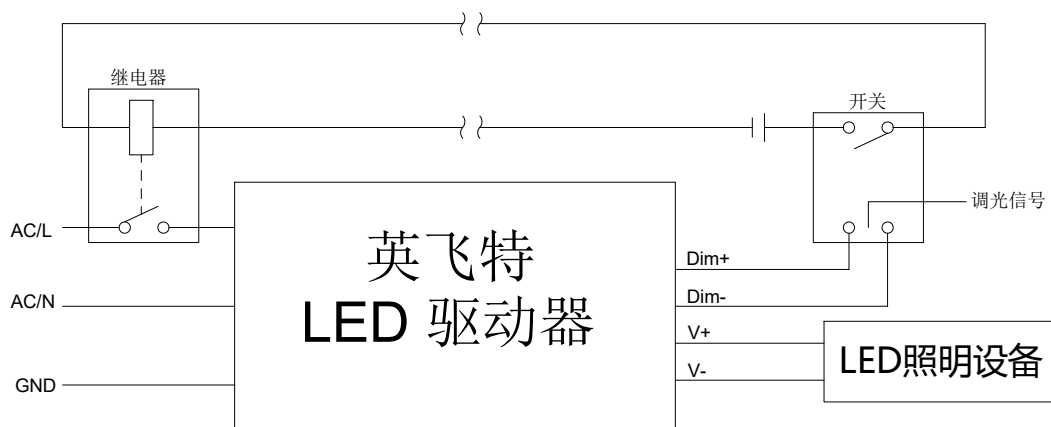 继电器
开关
调光信号
AC/L
英飞特
LED 驱动器
Dim+
AC/N
Dim-
V+
LED照明设备
V-
GND